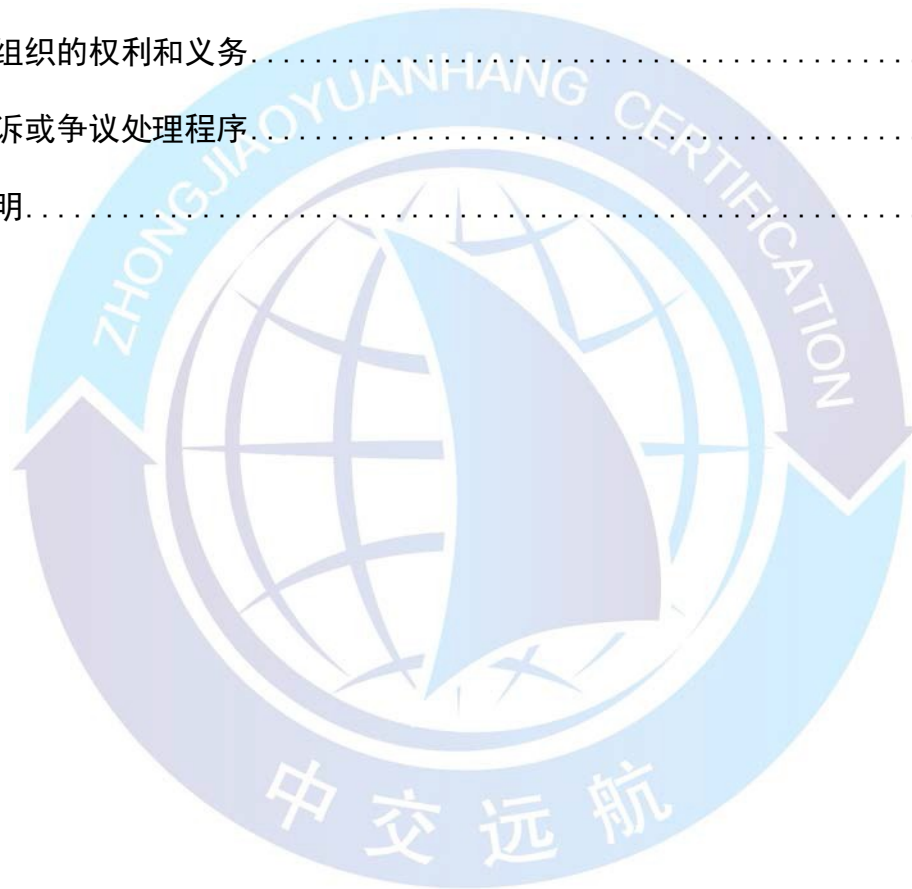 组织的权利和义务......................................
诉或争议处理程序......................................
明....................................................
ZHONGJIAOYUANHANG CERTIFICATION
中交远航